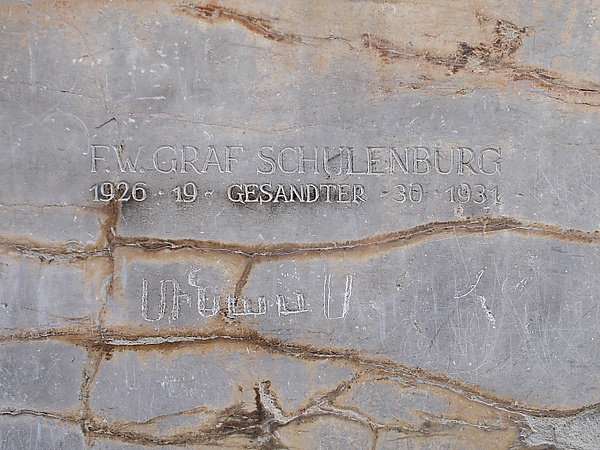 F.W. GRAF SCHULENBURG
1926 · 19 · GESANDTER · 30 · 1931